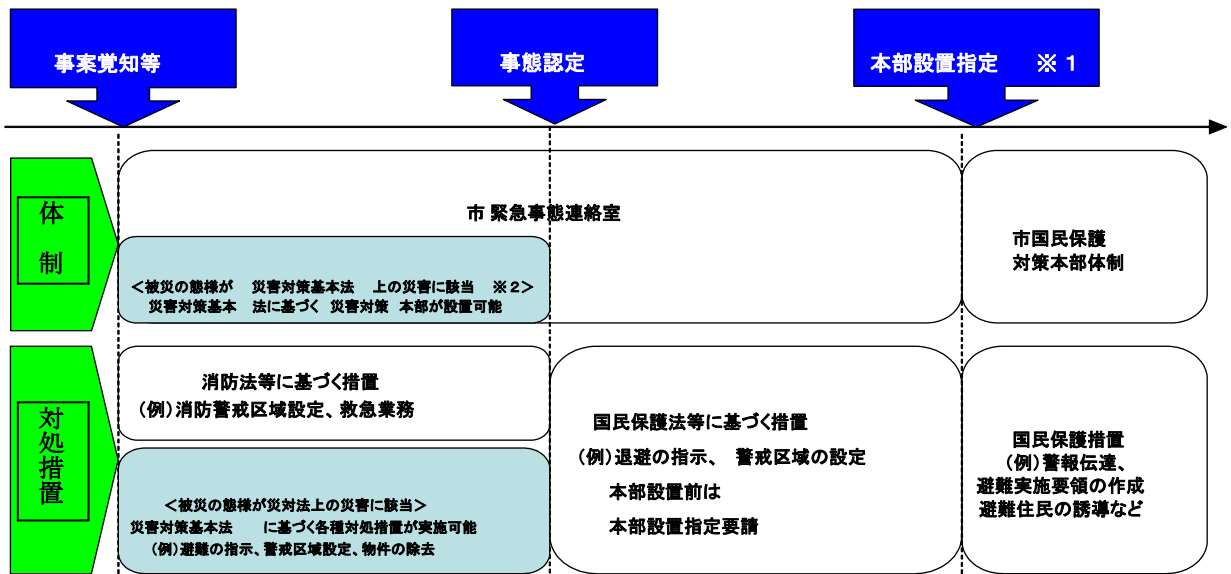 事案覚知等
事態認定
本部設置指定　※１
体
制
市 緊急事態連絡室
＜被災の態様が　災害対策基本法　上の災害に該当　※２＞
災害対策基本　法に基づく 災害対策　本部が設置可能
市国民保護
対策本部体制
対
処
措
置
消防法等に基づく措置
（例）消防警戒区域設定、救急業務
＜被災の態様が災対法上の災害に該当＞
災害対策基本法　　に基づく各種対処措置が実施可能
（例）避難の指示、警戒区域設定、物件の除去
国民保護法等に基づく措置
（例）退避の指示、　警戒区域の設定
本部設置前は
本部設置指定要請
国民保護措置
（例）警報伝達、
避難実施要領の作成
避難住民の誘導など